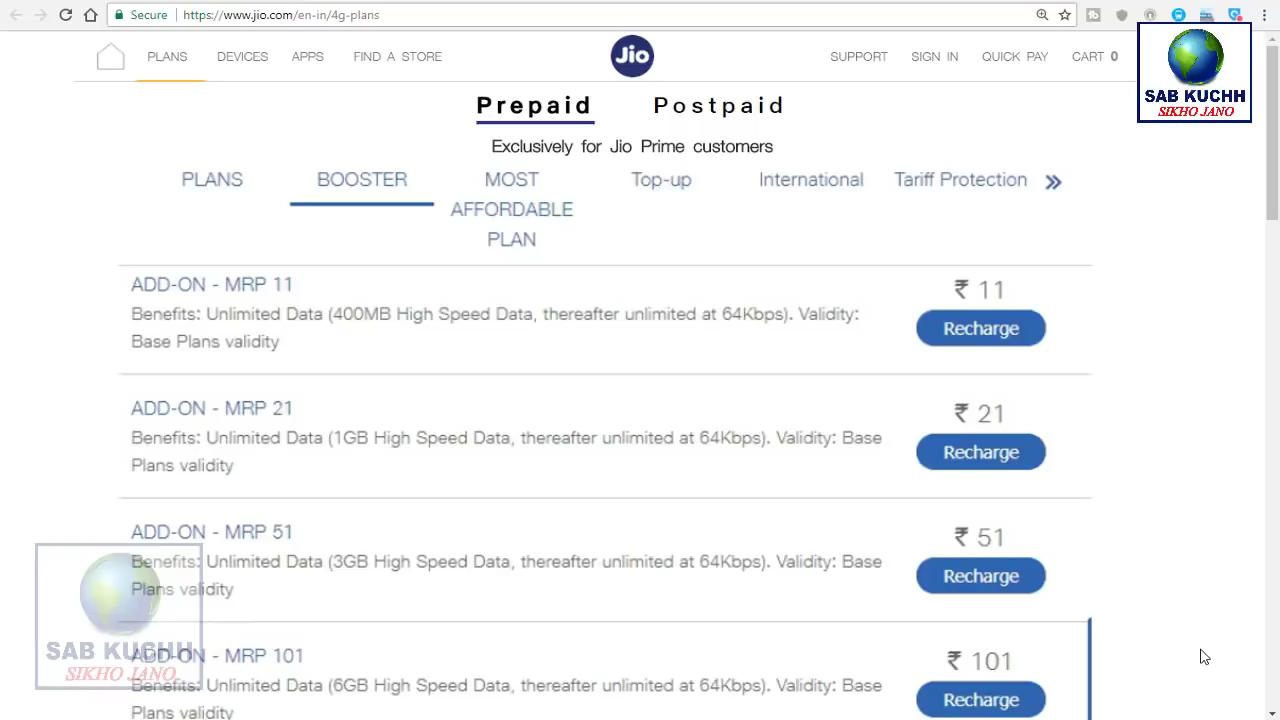 Secure https://www.jio.com/en-in/4g-plans
PLANS DEVICES APPS FIND A STORE Jio SUPPORT SIGN IN QUICK PAY CART 0
SAB KUCHH
SIKHO JANO
Prepaid Postpaid
Exclusively for Jio Prime customers
PLANS BOOSTER MOST AFFORDABLE PLAN Top-up International Tariff Protection »
ADD-ON - MRP 11
₹ 11
Benefits: Unlimited Data (400MB High Speed Data, thereafter unlimited at 64Kbps). Validity:
Base Plans validity
Recharge
ADD-ON - MRP 21
₹ 21
Benefits: Unlimited Data (1GB High Speed Data, thereafter unlimited at 64Kbps). Validity: Base
Plans validity
Recharge
ADD-ON - MRP 51
₹ 51
Benefits: Unlimited Data (3GB High Speed Data, thereafter unlimited at 64Kbps). Validity: Base
Plans validity
Recharge
ADD-ON - MRP 101
₹ 101
Benefits: Unlimited Data (6GB High Speed Data, thereafter unlimited at 64Kbps). Validity: Base
Plans validity
Recharge
SAB KUCHH
SIKHO JANO